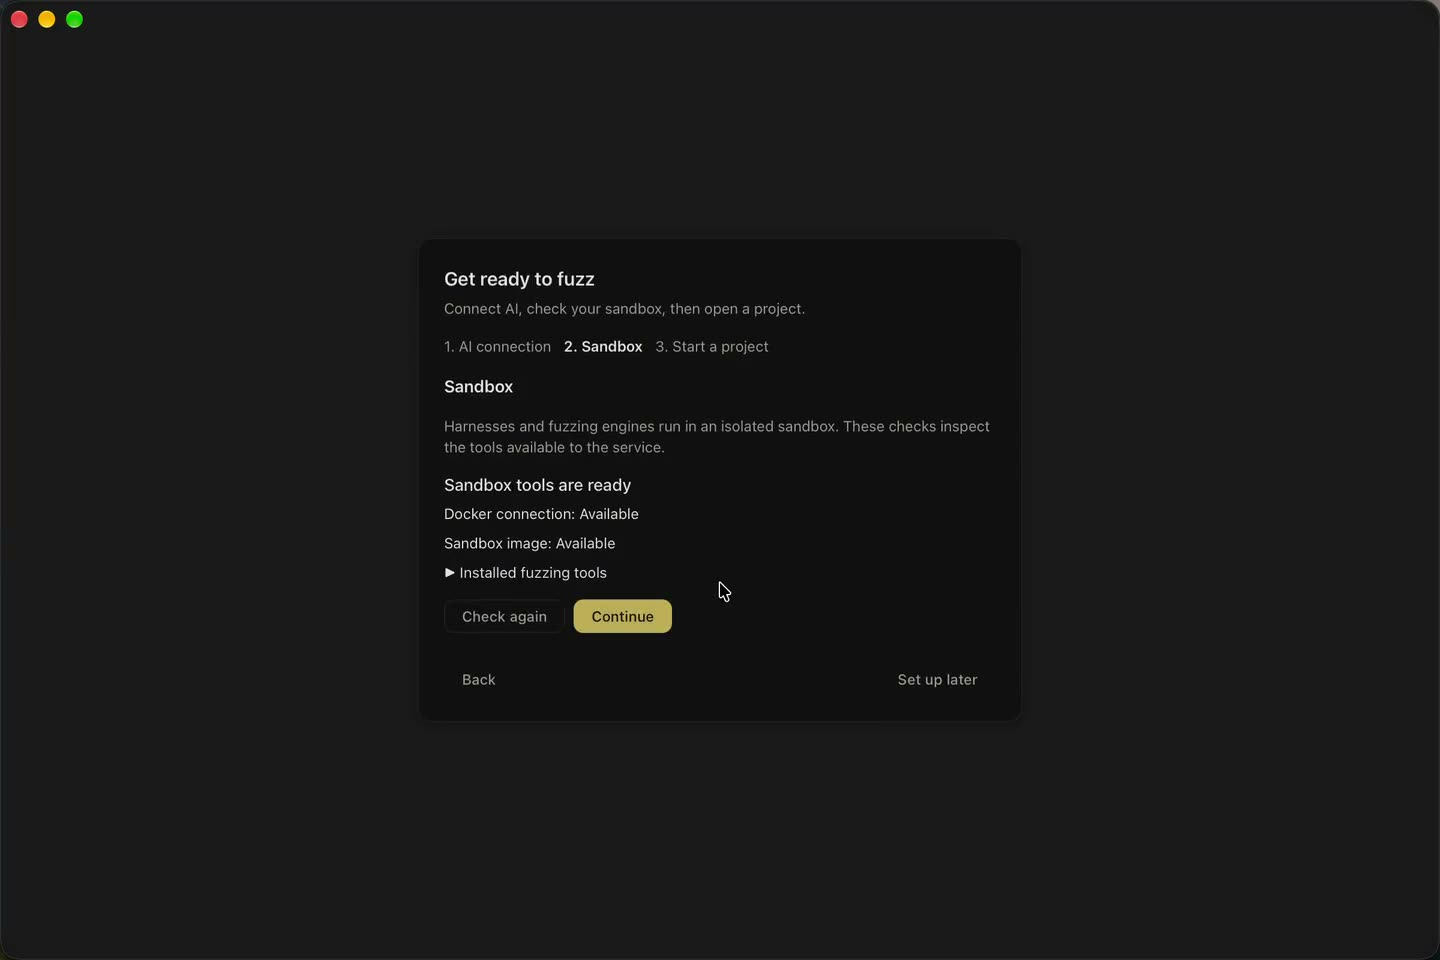 Get ready to fuzz
Connect AI, check your sandbox, then open a project.
1. AI connection 2. Sandbox 3. Start a project
Sandbox
Harnesses and fuzzing engines run in an isolated sandbox. These checks inspect
the tools available to the service.
Sandbox tools are ready
Docker connection: Available
Sandbox image: Available
Installed fuzzing tools
Check again Continue
Back Set up later